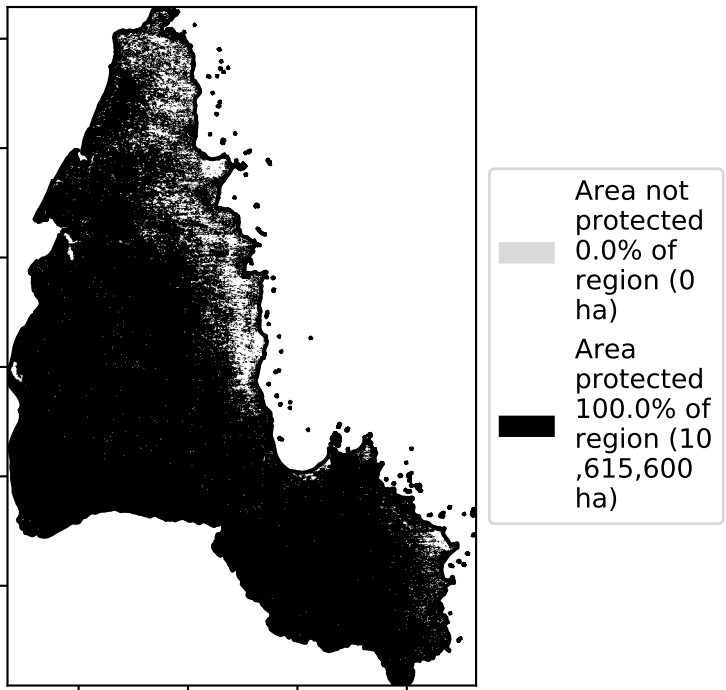 Area not
protected
0.0% of
region (0
ha)
Area
protected
100.0% of
region (10
,615,600
ha)